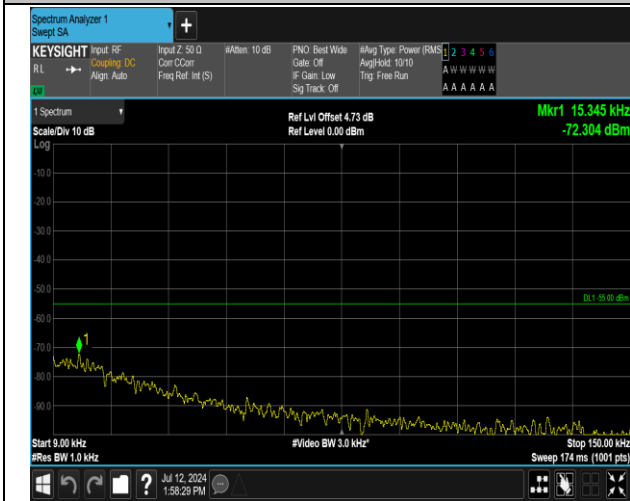 Spectrum Analyzer 1
Swept SA
+
KEYSIGHT
RL
Input: RF
Coupling: DC
Align: Auto
Input Z: 50 Ω
Corr CCorr
Freq Ref: Int (S)
#Atten: 10 dB
PNO: Best Wide
Gate: Off
IF Gain: Low
Sig Track: Off
#Avg Type: Power (RMS
Avg|Hold: 10/10
Trig: Free Run
1 2 3 4 5 6
A W W W W W
A A A A A A
1 Spectrum
Scale/Div 10 dB
Ref Lvl Offset 4.73 dB
Ref Level 0.00 dBm
Mkr1 15.345 kHz
-72.304 dBm
Log
-10.0
-20.0
-30.0
-40.0
-50.0
DL1 -55.00 dBm
-60.0
1
-70.0
-80.0
-90.0
Start 9.00 kHz
#Video BW 3.0 kHz*
Stop 150.00 kHz
#Res BW 1.0 kHz
Sweep 174 ms (1001 pts)
?
Jul 12, 2024
1:58:29 PM